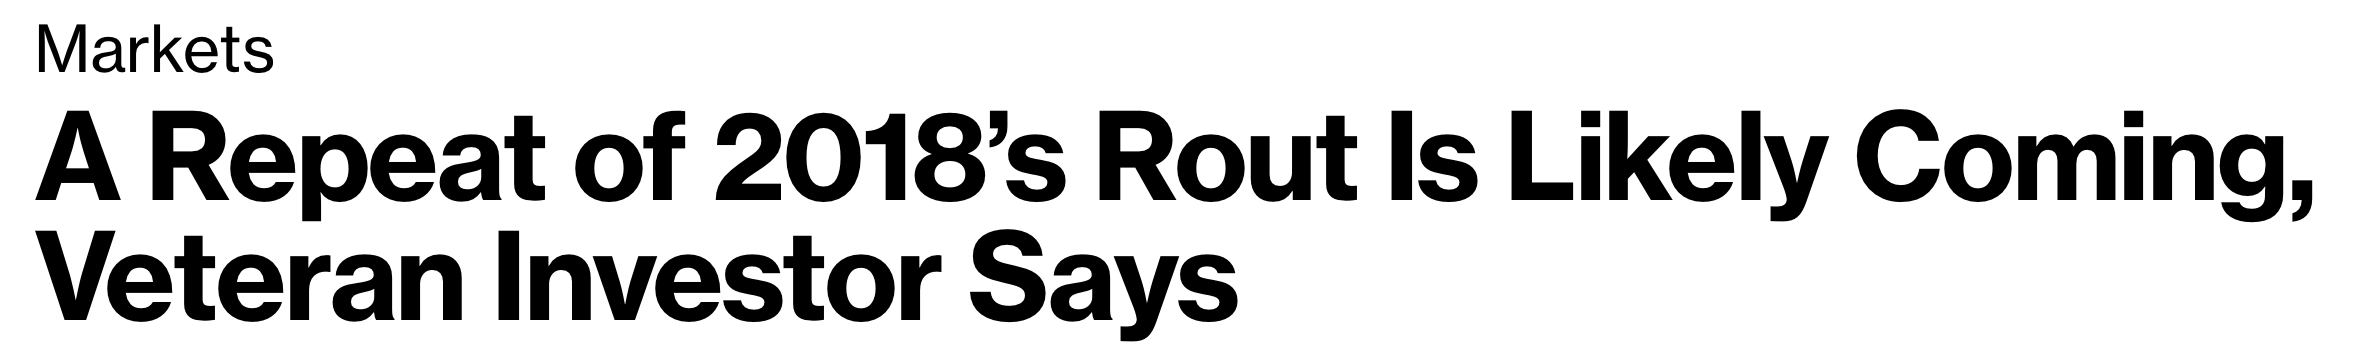 Markets
A Repeat of 2018’s Rout Is Likely Coming,
Veteran Investor Says